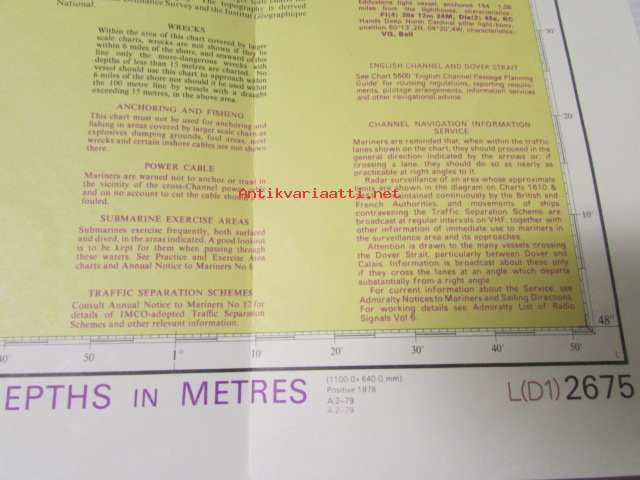 National.
WRECKS
Within the area of this covered by larger
scale charts, wrecks are not shown if they lie
within 6 miles of the shore, and seaward of this
line only the more-dangerous wrecks with
depths of less than 15 metres are charted. No
vessel should use this chart to approach within
6 miles of the shore nor should it be used within
the 100 metre line by vessels with a draught
exceeding 15 metres, in the above area.
ANCHORING AND FISHING
This chart must not be used for anchoring and
fishing in areas covered by larger scale charts as
explosives dumping grounds, foul areas, most
wrecks and certain inshore cables are not shown
there.
POWER CABLE
Mariners are warned not to anchor or trawl in
the vicinity of the cross-Channel power
and on no account to cut the cable should
fouled.
SUBMARINE EXERCISE AREAS
Submarines exercise frequently, both surfaced
and dived, in the areas indicated. A good lookout
is to be kept for them when passing through
these waters. See Practice and Exercise Area
charts and Annual Notice to Mariners No 8
TRAFFIC SEPARATION SCHEMES
Consult Annual Notice to Mariners No 17 for
details of IMCO-adopted Traffic Separation
Schemes and other relevant information.
miles from the lighthouse, characteristics
VQ, Bell
ENGLISH CHANNEL AND DOVER STRAIT
See Chart 5500 'English Channel Passage Planning
Guide' for routeing regulations, reporting require-
ments, pilotage arrangements, information services
and other navigational advice.
CHANNEL NAVIGATION INFORMATION
SERVICE
Mariners are reminded that, when within the traffic
lanes shown on the chart, they should proceed in the
general direction indicated by the arrows or, if
crossing a lane, they should do so as nearly as
practicable at right angles to it.
Radar surveillance of an area whose approximate
limits are shown in the diagram on Charts 1610 &
maintained continuously by the British and
French Authorities, and movements of ships
contravening the Traffic Separation Scheme are
broadcast at regular intervals on VHF, together with
other information of immediate use to mariners in
the surveillance area and its approaches.
Attention is drawn to the many vessels crossing
the Dover Strait, particularly between Dover and
Calais. Information is broadcast about these only
if they cross the lanes at an angle which departs
substantially from a right angle.
For current information about the Service, see
Admiralty Notices to Mariners and Sailing Directions.
For working details see Admiralty List of Radio
Signals Vol 6.
antikvariaatti.net
20'
10'
48°
40'
50
1°
10'
20'
30'
40'
50'
EPTHS IN METRES
(1100·0×640·0 mm)
Positive 1978
A 2-79
A 2-79
L(D1) 2675